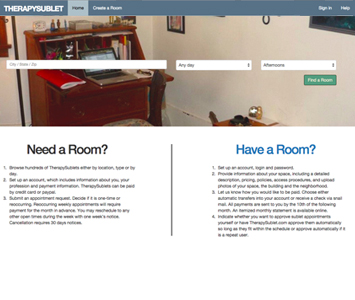 THERAPYSUBLET Home Create a Room Sign in Help
City / State / Zip Any day Afternoons
Find a Room
Need a Room?
1. Browse hundreds of TherapySublets either by location, type or by
day.
2. Set up an account, which includes information about you, your
profession and payment information. TherapySublets can be paid
by credit card or paypal.
3. Submit an appointment request. Decide if it is one-time or
reoccurring. Reoccurring weekly appointments will require
payment for the month in advance. You may reschedule to any
other open times during the week with one week's notice.
Cancellation requires 30 days notices.
Have a Room?
1. Set up an account, login and password.
2. Provide information about your space, including a detailed
description, pricing, policies, access procedures, and upload
photos of your space, the building and the neighborhood.
3. Let us know how you would like to be paid. Choose either
automatic transfers into your account or receive a check via snail
mail. All payments are sent to you by the 10th of the following
month. An itemized monthly statement is available online.
4. Indicate whether you want to approve sublet appointments
yourself or have TherapySublet.com approve them automatically
so long as they fit within the schedule or approve automatically if it
is a repeat user.